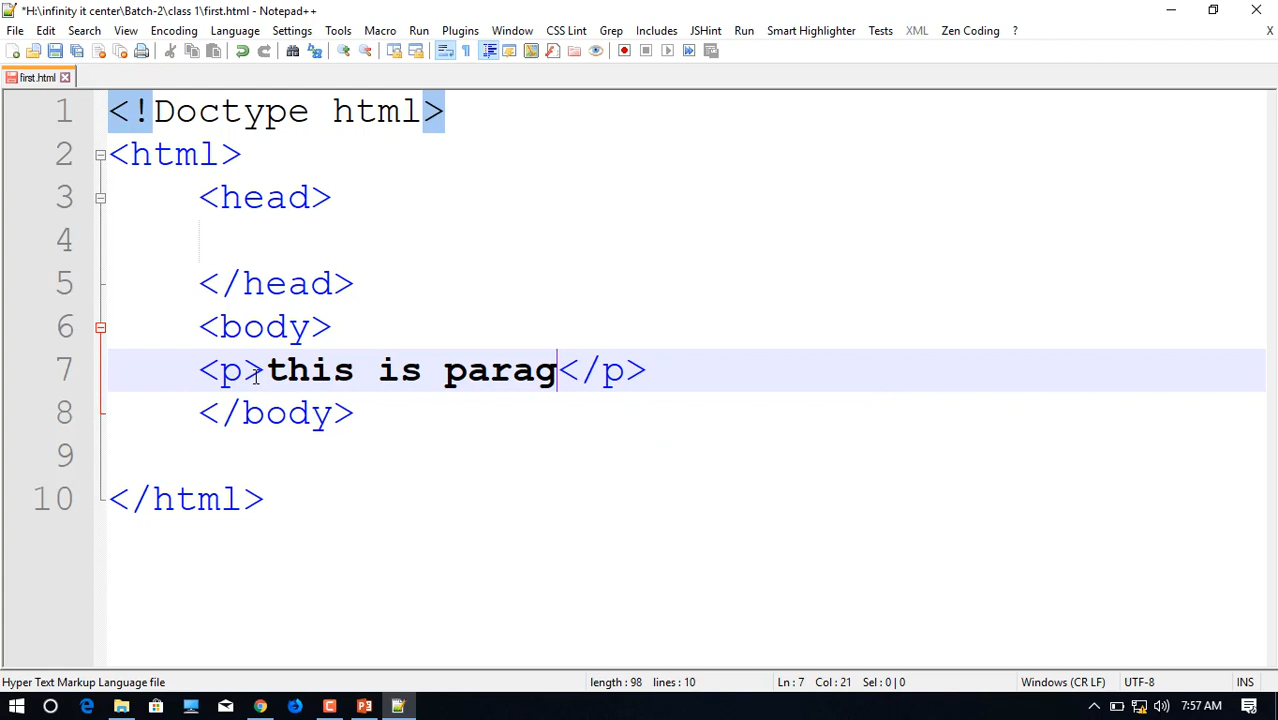 *H:\infinity it center\Batch-2\class 1\first.html - Notepad++
File Edit Search View Encoding Language Settings Tools Macro Run Plugins Window CSS Lint Grep Includes JSHint Run Smart Highlighter Tests XML Zen Coding ? X
first.html
1 <!Doctype html>
2 <html>
3 <head>
4
5 </head>
6 <body>
7 <p>this is parag</p>
8 </body>
9
10 </html>
Hyper Text Markup Language file length : 98 lines : 10 Ln : 7 Col : 21 Sel : 0 | 0 Windows (CR LF) UTF-8 INS
7:57 AM